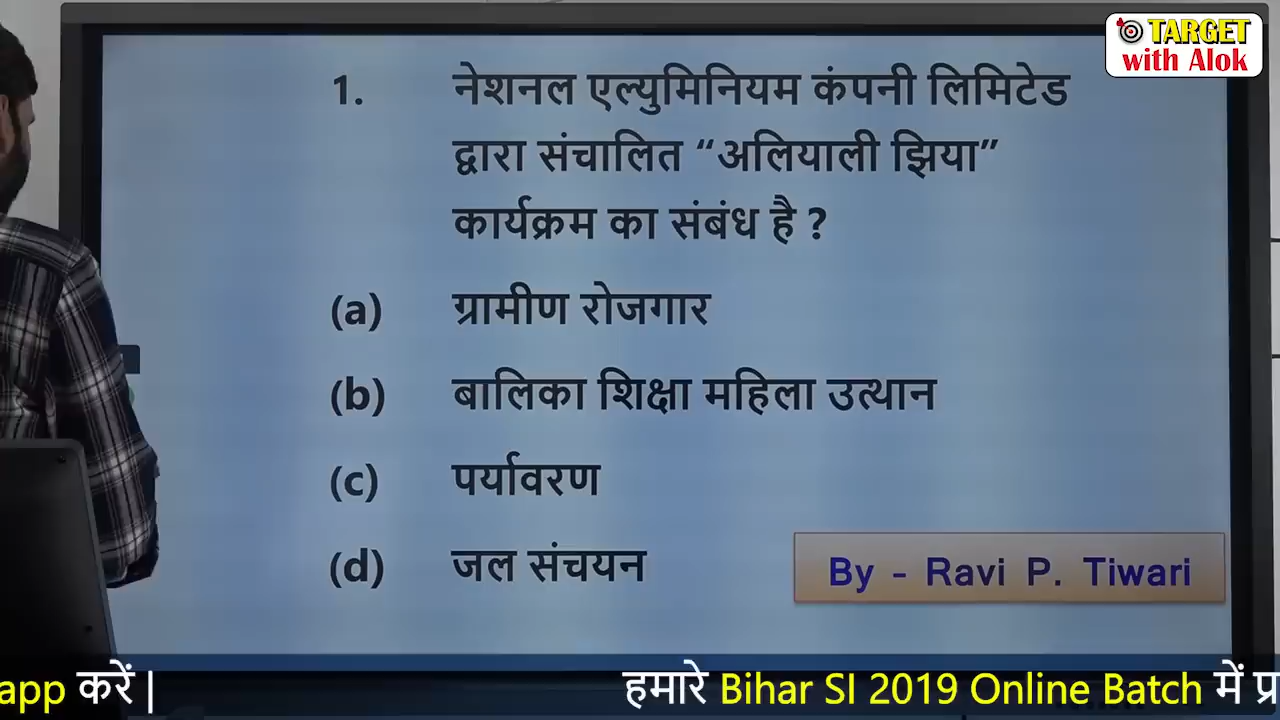 TARGET
with Alok
1. नेशनल एल्युमिनियम कंपनी लिमिटेड
द्वारा संचालित “अलियाली झिया”
कार्यक्रम का संबंध है ?
(a) ग्रामीण रोजगार
(b) बालिका शिक्षा महिला उत्थान
(c) पर्यावरण
(d) जल संचयन
By - Ravi P. Tiwari
app करें | हमारे Bihar SI 2019 Online Batch में प्र